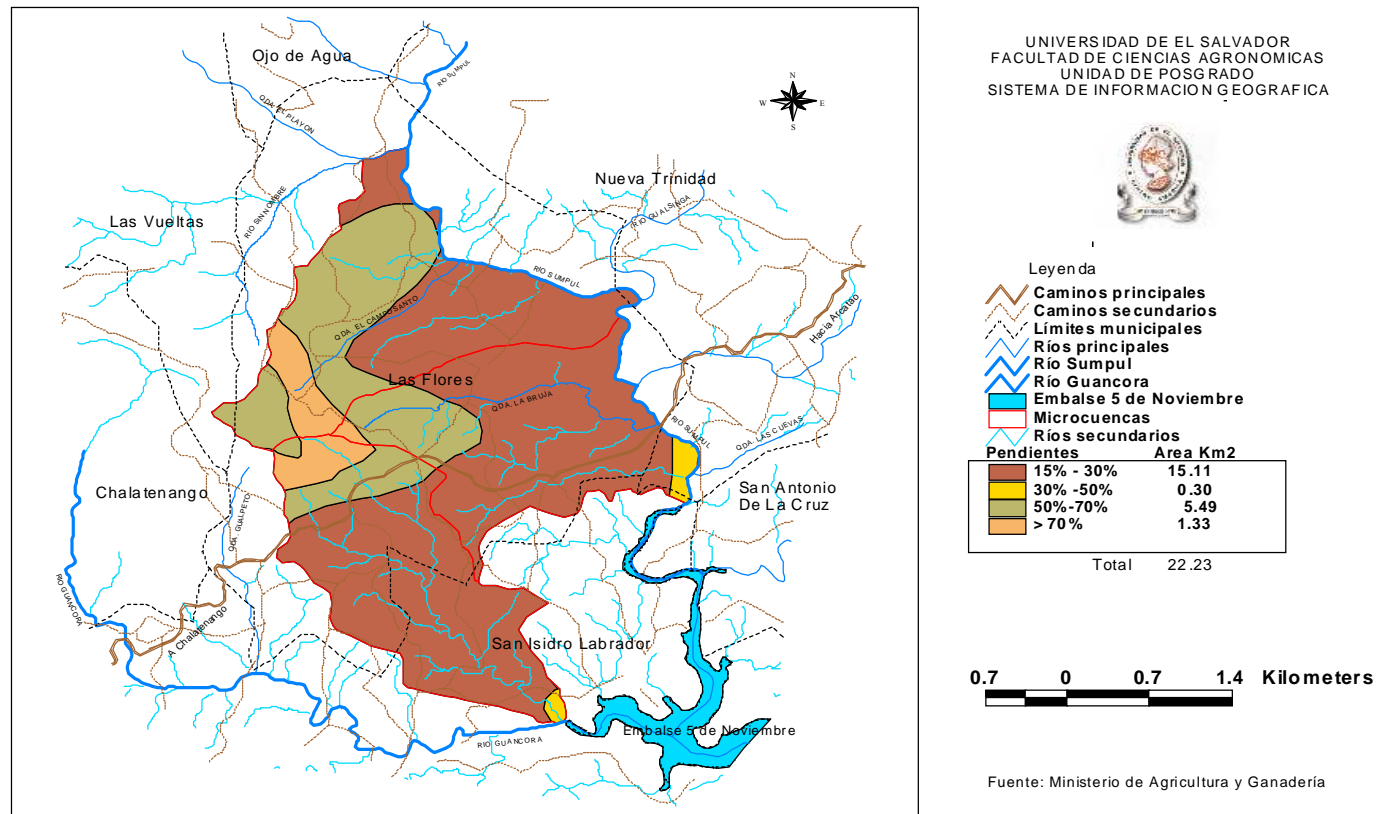 UNIVERSIDAD DE EL SALVADOR
FACULTAD DE CIENCIAS AGRONOMICAS
UNIDAD DE POSGRADO
SISTEMA DE INFORMACION GEOGRAFICA
Ojo de Agua
RÍO SUMPUL
QDA. EL PLAYON
N
W E
S
Nueva Trinidad
RIO GUALSINGA
Las Vueltas
RIO SIN NOMBRE
RÍO SUMPUL
QDA. EL CAMPOSANTO
Hacia Arcatao
Las Flores
QDA. LA BRUJA
RIO SUMPUL
QDA. LAS CUEVAS
Chalatenango
San Antonio
De La Cruz
QDA. GUALPETO
RIO GUANCORA
A Chalatenango
San Isidro Labrador
Embalse 5 de Noviembre
RIO GUANCORA
Leyenda
Caminos principales
Caminos secundarios
Límites municipales
Ríos principales
Río Sumpul
Río Guancora
Embalse 5 de Noviembre
Microcuencas
Ríos secundarios
Pendientes Area Km2
15% - 30% 15.11
30% -50% 0.30
50%-70% 5.49
>70% 1.33
Total 22.23
0.7 0 0.7 1.4 Kilometers
Fuente: Ministerio de Agricultura y Ganadería